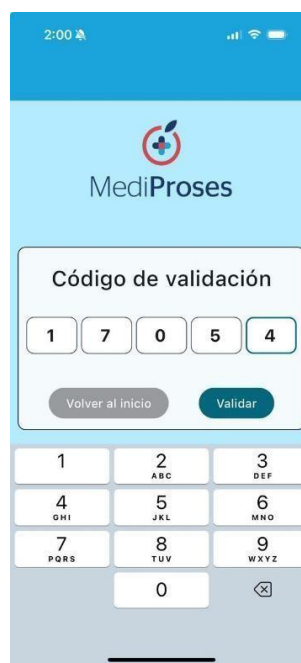 2:00
MediProses
Código de validación
1 7 0 5 4
Volver al inicio Validar
1 2 3
ABC DEF
4 5 6
GHI JKL MNO
7 8 9
PQRS TUV WXYZ
0